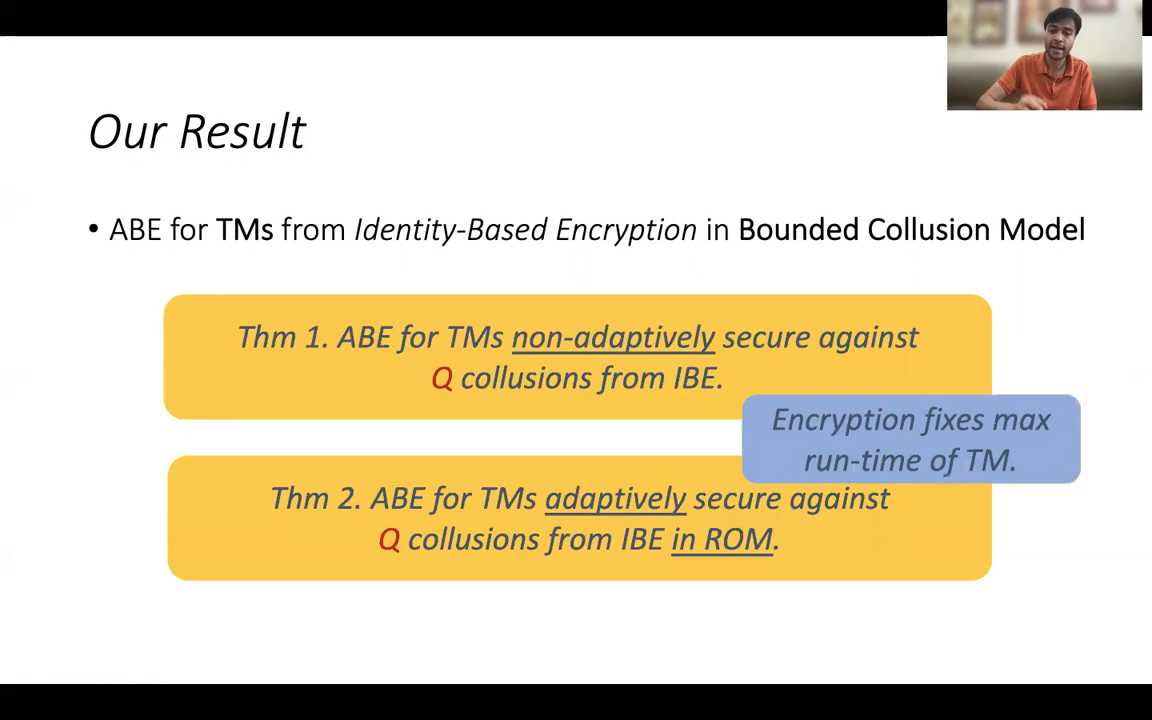 Our Result
• ABE for TMs from Identity-Based Encryption in Bounded Collusion Model
Thm 1. ABE for TMs non-adaptively secure against
Q collusions from IBE.
Encryption fixes max
run-time of TM.
Thm 2. ABE for TMs adaptively secure against
Q collusions from IBE in ROM.